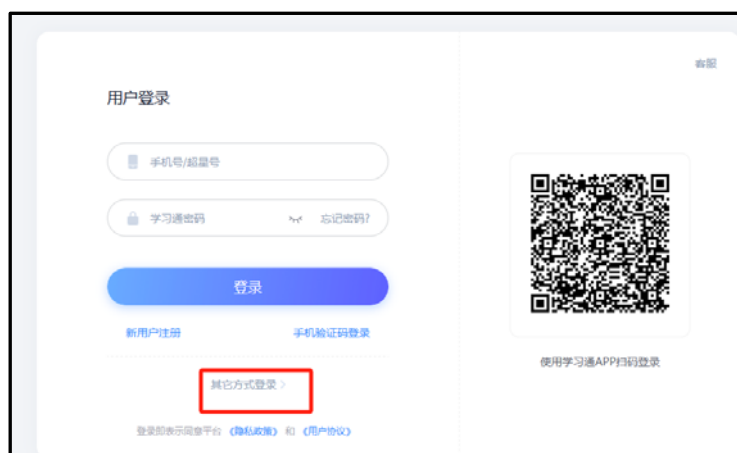 客服
用户登录
手机号/超星号
学习通密码
忘记密码?
登录
新用户注册
手机验证码登录
其它方式登录
登录即表示同意平台《隐私政策》和《用户协议》
使用学习通APP扫码登录